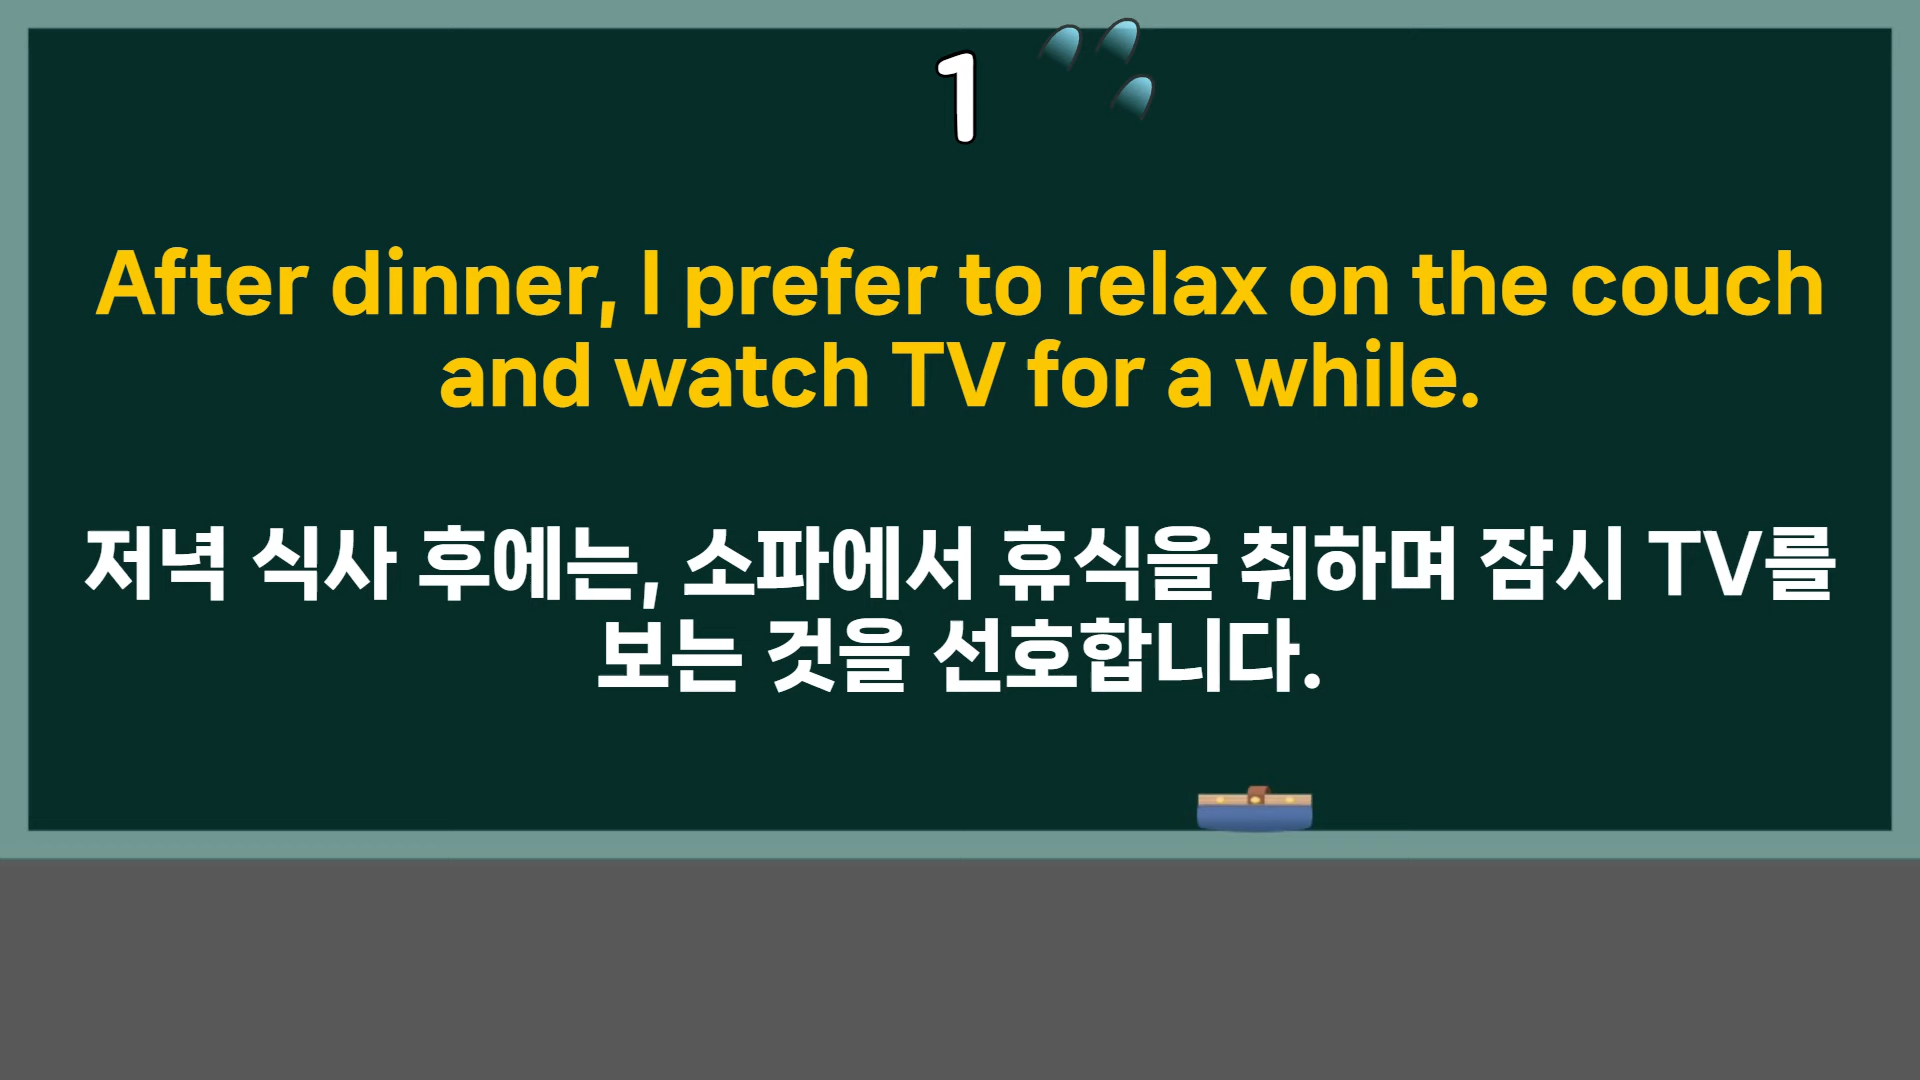 1
After dinner, I prefer to relax on the couch
and watch TV for a while.
저녁 식사 후에는, 소파에서 휴식을 취하며 잠시 TV를
보는 것을 선호합니다.